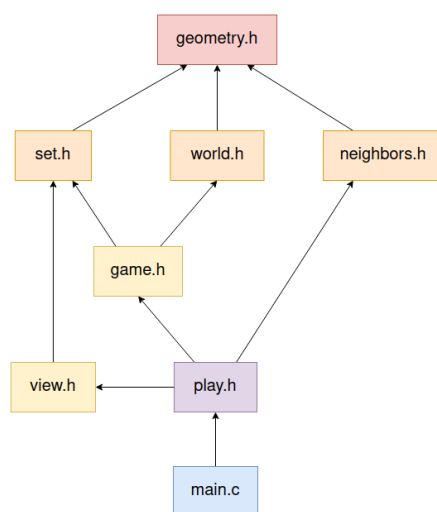 geometry.h
set.h
world.h
neighbors.h
game.h
view.h
play.h
main.c